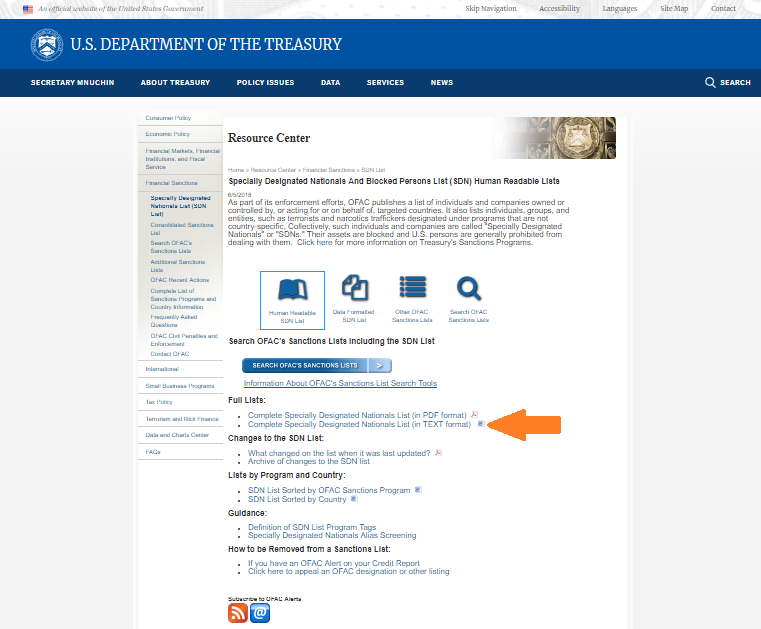 An official website of the United States Government
Skip Navigation Accessibility Languages Site Map Contact
U.S. DEPARTMENT OF THE TREASURY
SECRETARY MNUCHIN ABOUT TREASURY POLICY ISSUES DATA SERVICES NEWS SEARCH
Consumer Policy
Economic Policy
Financial Markets, Financial
Institutions, and Fiscal
Service
Financial Sanctions
Specially Designated
Nationals List (SDN
List)
Consolidated Sanctions
List
Search OFAC's
Sanctions Lists
Additional Sanctions
Lists
OFAC Recent Actions
Complete List of
Sanctions Programs and
Country Information
Frequently Asked
Questions
OFAC Civil Penalties and
Enforcement
Contact OFAC
International
Small Business Programs
Tax Policy
Terrorism and Illicit Finance
Data and Charts Center
FAQs
Resource Center
Home » Resource Center » Financial Sanctions » SDN List
Specially Designated Nationals And Blocked Persons List (SDN) Human Readable Lists
6/5/2018
As part of its enforcement efforts, OFAC publishes a list of individuals and companies owned or
controlled by, or acting for or on behalf of, targeted countries. It also lists individuals, groups, and
entities, such as terrorists and narcotics traffickers designated under programs that are not
country-specific. Collectively, such individuals and companies are called "Specially Designated
Nationals" or "SDNs." Their assets are blocked and U.S. persons are generally prohibited from
dealing with them. Click here for more information on Treasury's Sanctions Programs.
Human Readable
SDN List
Data Formatted
SDN List
Other OFAC
Sanctions Lists
Search OFAC
Sanctions Lists
Search OFAC's Sanctions Lists Including the SDN List
SEARCH OFAC'S SANCTIONS LISTS >
Information About OFAC's Sanctions List Search Tools
Full Lists:
Complete Specially Designated Nationals List (in PDF format)
Complete Specially Designated Nationals List (in TEXT format)
Changes to the SDN List:
What changed on the list when it was last updated?
Archive of changes to the SDN list
Lists by Program and Country:
SDN List Sorted by OFAC Sanctions Program
SDN List Sorted by Country
Guidance:
Definition of SDN List Program Tags
Specially Designated Nationals Alias Screening
How to be Removed from a Sanctions List:
If you have an OFAC Alert on your Credit Report
Click here to appeal an OFAC designation or other listing
Subscribe to OFAC Alerts
@